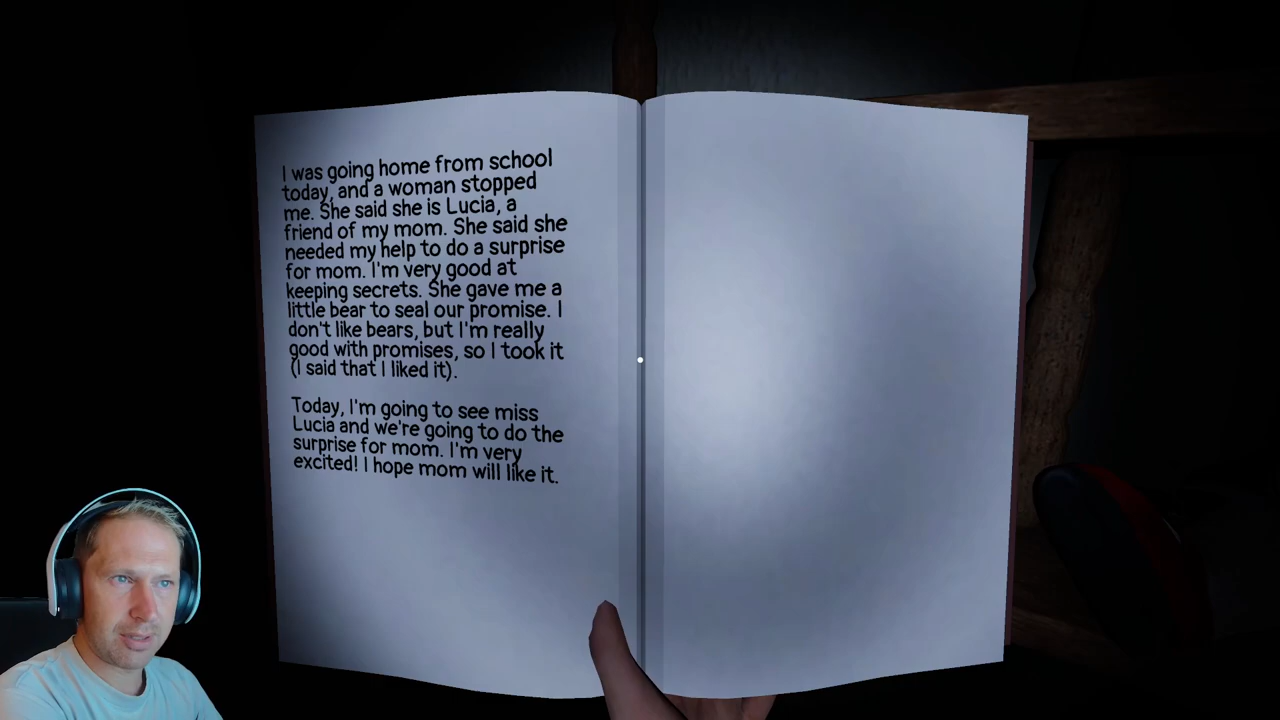 I was going home from school
today, and a woman stopped
me. She said she is Lucia, a
friend of my mom. She said she
needed my help to do a surprise
for mom. I'm very good at
keeping secrets. She gave me a
little bear to seal our promise. I
don't like bears, but I'm really
good with promises, so I took it
(I said that I liked it).
Today, I'm going to see miss
Lucia and we're going to do the
surprise for mom. I'm very
excited! I hope mom will like it.